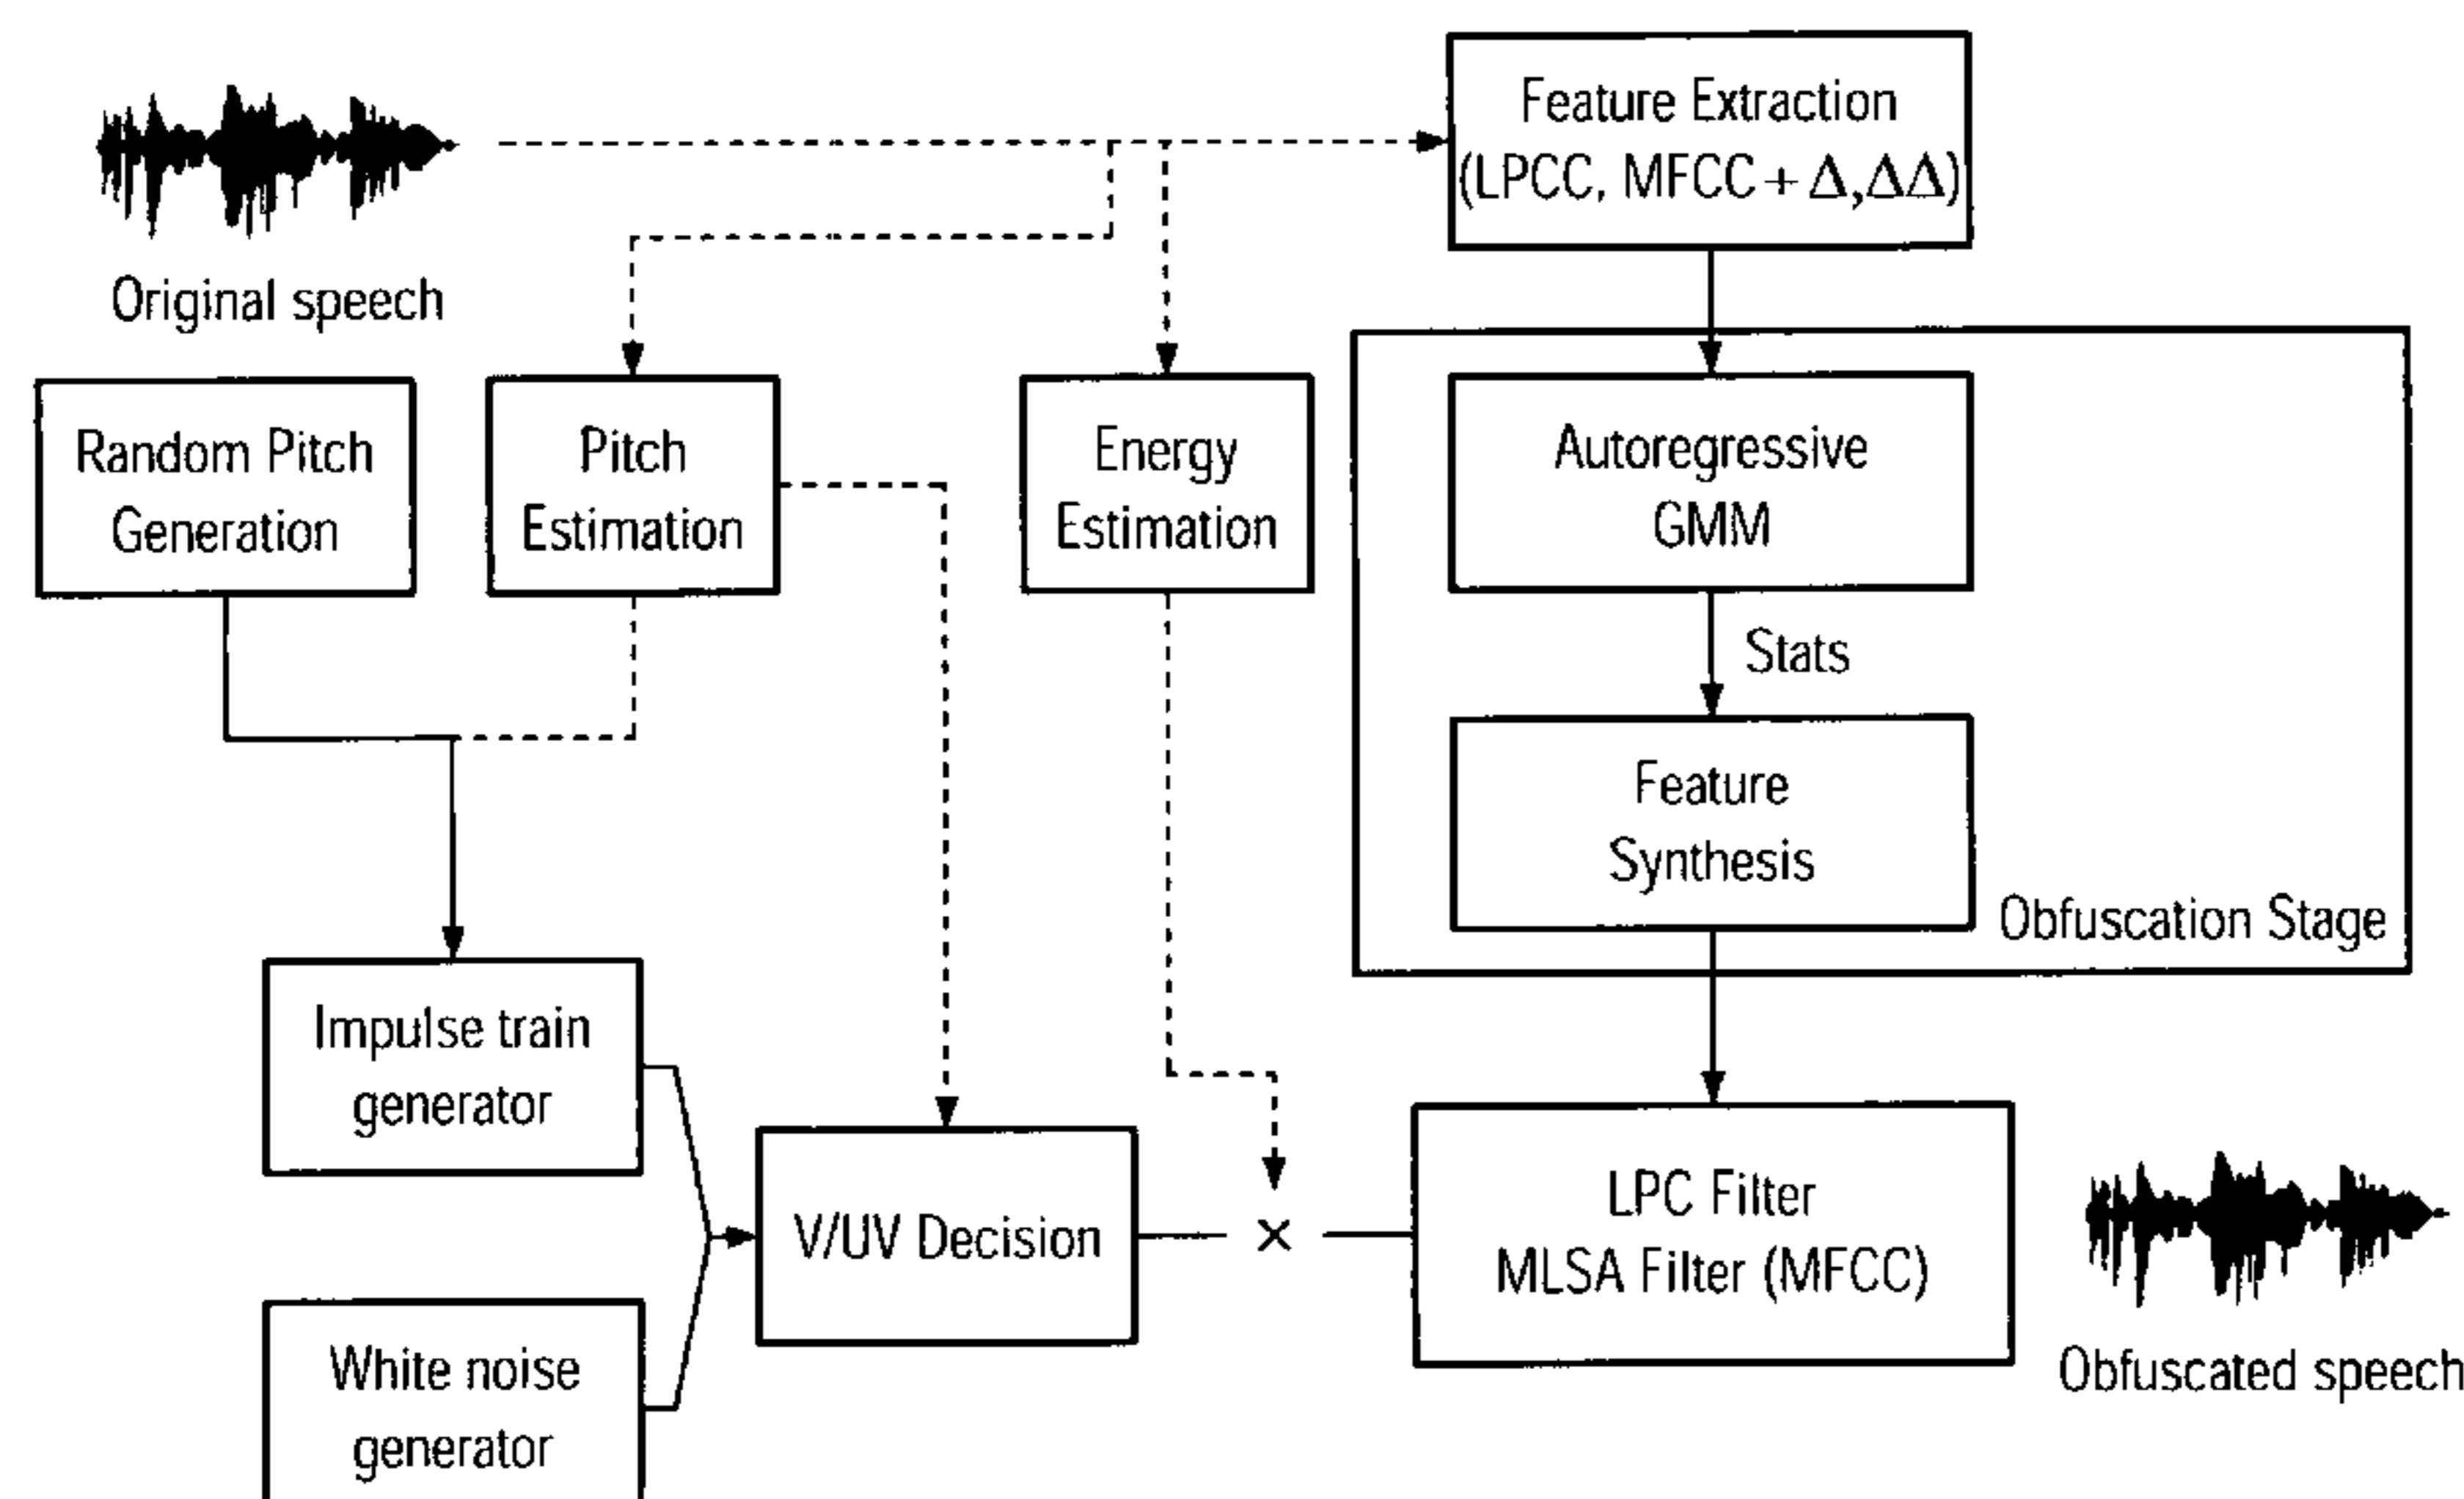 Feature Extraction
(LPCC, MFCC + Δ,ΔΔ)
Original speech
Random Pitch
Generation
Pitch
Estimation
Energy
Estimation
Autoregressive
GMM
Stats
Feature
Synthesis
Obfuscation Stage
Impulse train
generator
V/UV Decision
×
LPC Filter
MLSA Filter (MFCC)
Obfuscated speech
White noise
generator